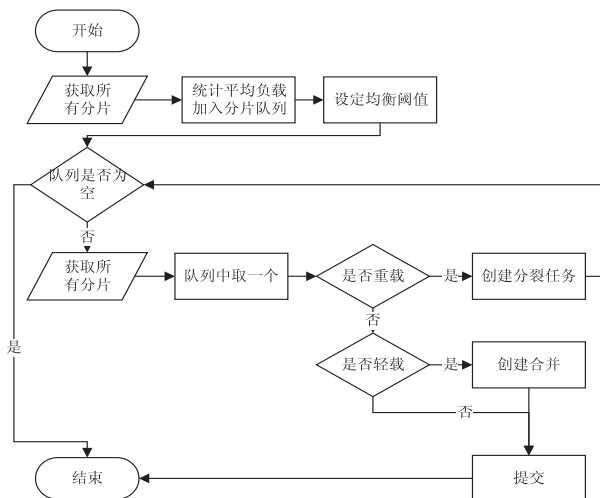 开始
获取所
有分片
统计平均负载
加入分片队列
设定均衡阈值
队列是否为
空
否
获取所
有分片
队列中取一个
是否重载
是
创建分裂任务
否
是
是否轻载
是
创建合并
否
结束
提交